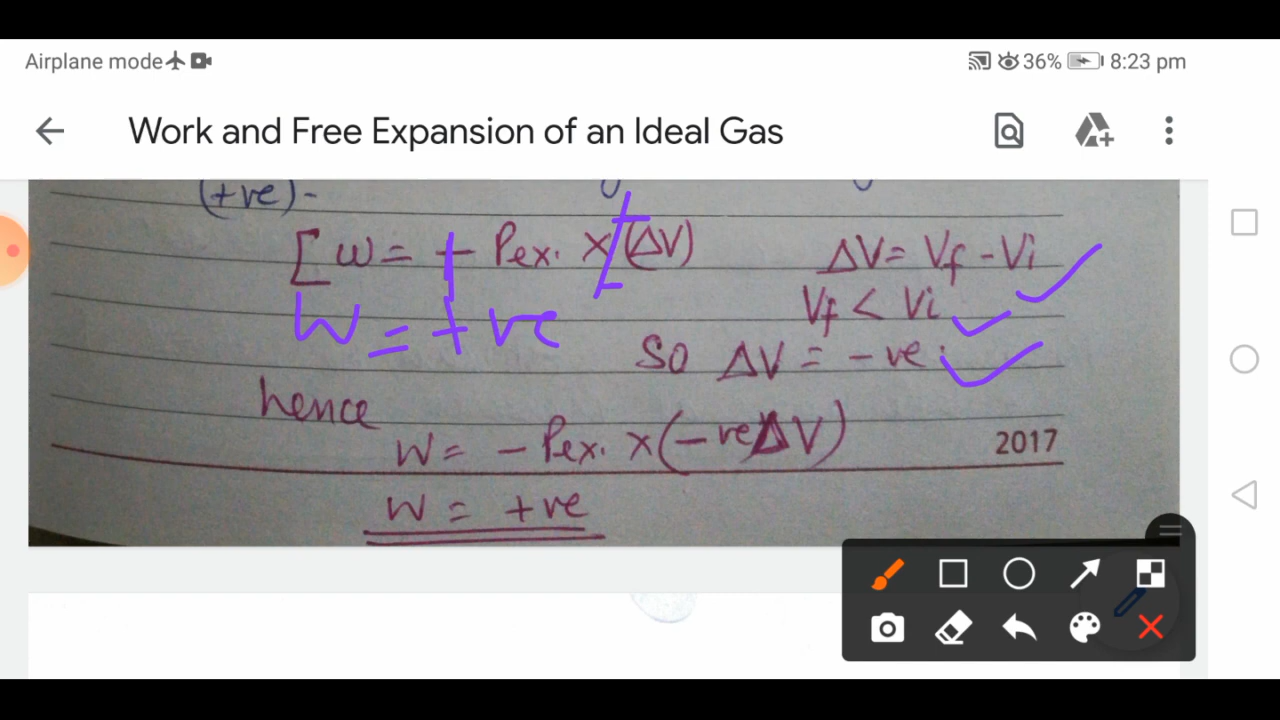 Airplane mode 36% 8:23 pm
Work and Free Expansion of an Ideal Gas
(+ve)-
[ W = - Pex. × (ΔV)
ΔV = Vf - Vi
W = +ve
Vf < Vi
So ΔV = -ve.
hence
W = - Pex. × (-ve ΔV)
2017
W = +ve